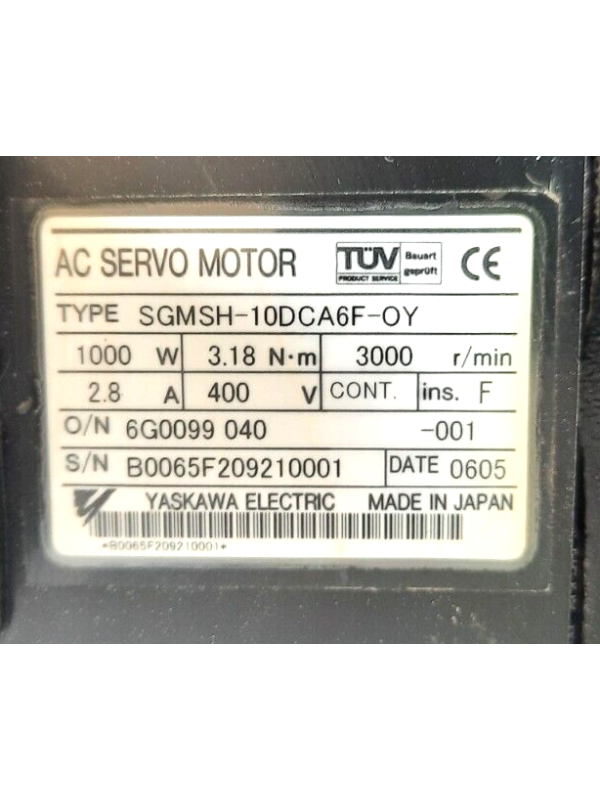 AC SERVO MOTOR TÜV PRODUCT SERVICE Bauart geprüft CE
TYPE SGMSH-10DCA6F-OY
1000 W 3.18 N·m 3000 r/min
2.8 A 400 V CONT. ins. F
O/N 6G0099 040 -001
S/N B0065F209210001 DATE 0605
YASKAWA ELECTRIC MADE IN JAPAN
*B0065F209210001*